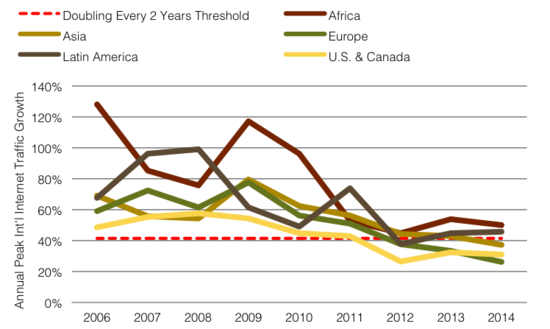 Doubling Every 2 Years Threshold
Africa
Asia
Europe
Latin America
U.S. & Canada
Annual Peak Int'l Internet Traffic Growth
140%
120%
100%
80%
60%
40%
20%
0%
2006 2007 2008 2009 2010 2011 2012 2013 2014